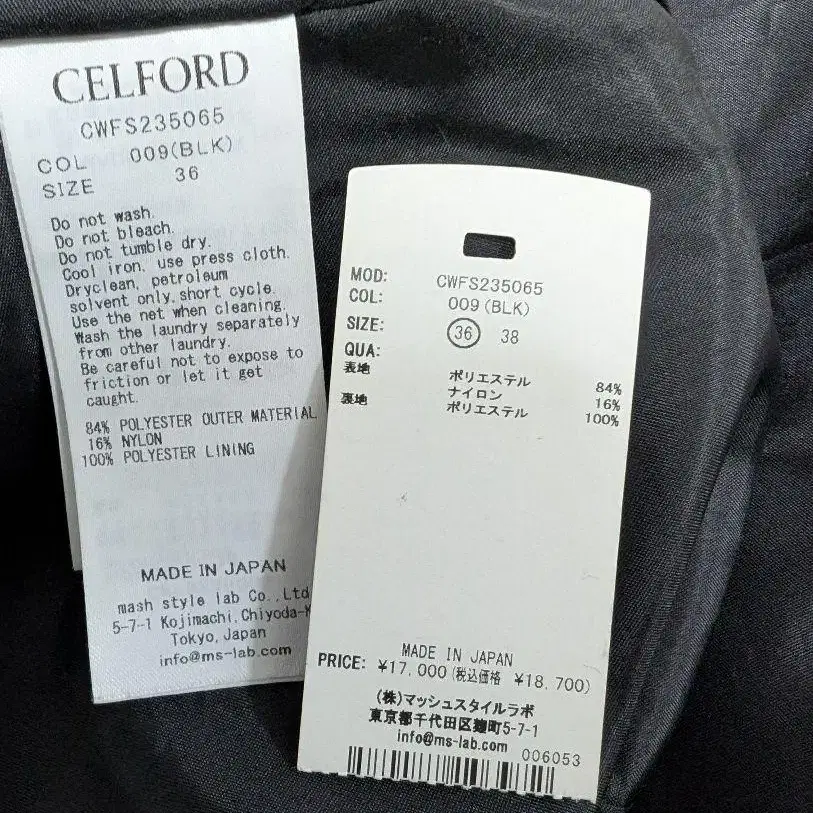 CELFORD
CWFS235065
COL 009(BLK)
SIZE 36
Do not wash.
Do not bleach.
Do not tumble dry.
Cool iron, use press cloth.
Dryclean, petroleum
solvent only, short cycle.
Use the net when cleaning.
Wash the laundry separately
from other laundry.
Be careful not to expose to
friction or let it get
caught.
84% POLYESTER OUTER MATERIAL
16% NYLON
100% POLYESTER LINING
MADE IN JAPAN
mash style lab Co.,Ltd
5-7-1 Kojimachi,Chiyoda-K
Tokyo,Japan
info@ms-lab.com
MOD: CWFS235065
COL: 009 (BLK)
SIZE: 36 38
QUA:
表地 ポリエステル 84%
ナイロン 16%
裏地 ポリエステル 100%
MADE IN JAPAN
PRICE: ¥17,000 (税込価格 ¥18,700)
(株)マッシュスタイルラボ
東京都千代田区麹町5-7-1
info@ms-lab.com
006053